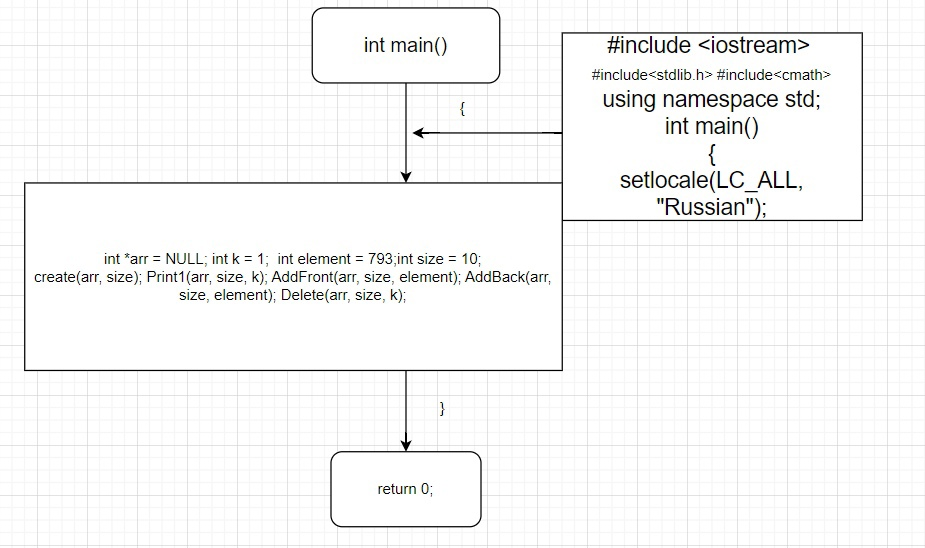 int main()
{
#include <iostream>
#include<stdlib.h> #include<cmath>
using namespace std;
int main()
{
setlocale(LC_ALL,
"Russian");
int *arr = NULL; int k = 1;  int element = 793;int size = 10;
create(arr, size); Print1(arr, size, k); AddFront(arr, size, element); AddBack(arr,
size, element); Delete(arr, size, k);
}
return 0;